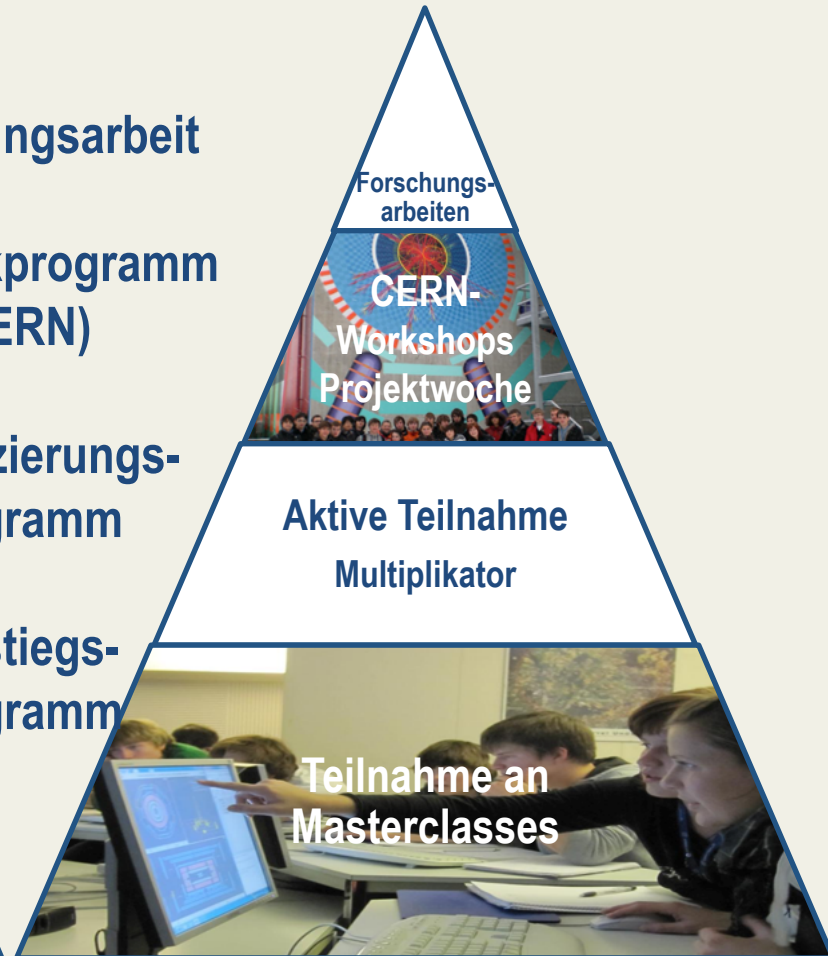 ngsarbeit
programm
ERN)
zierungs-
gramm
stiegs-
gramm
Forschungs-
arbeiten
CERN-
Workshops
Projektwoche
Aktive Teilnahme
Multiplikator
Teilnahme an
Masterclasses